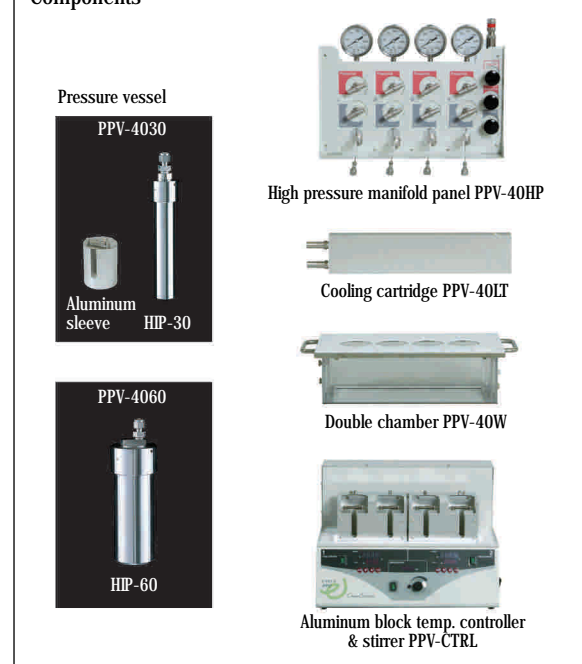 Components
Pressure vessel
PPV-4030
Aluminum
sleeve
HIP-30
PPV-4060
HIP-60
High pressure manifold panel PPV-40HP
Cooling cartridge PPV-40LT
Double chamber PPV-40W
Aluminum block temp. controller
& stirrer PPV-CTRL